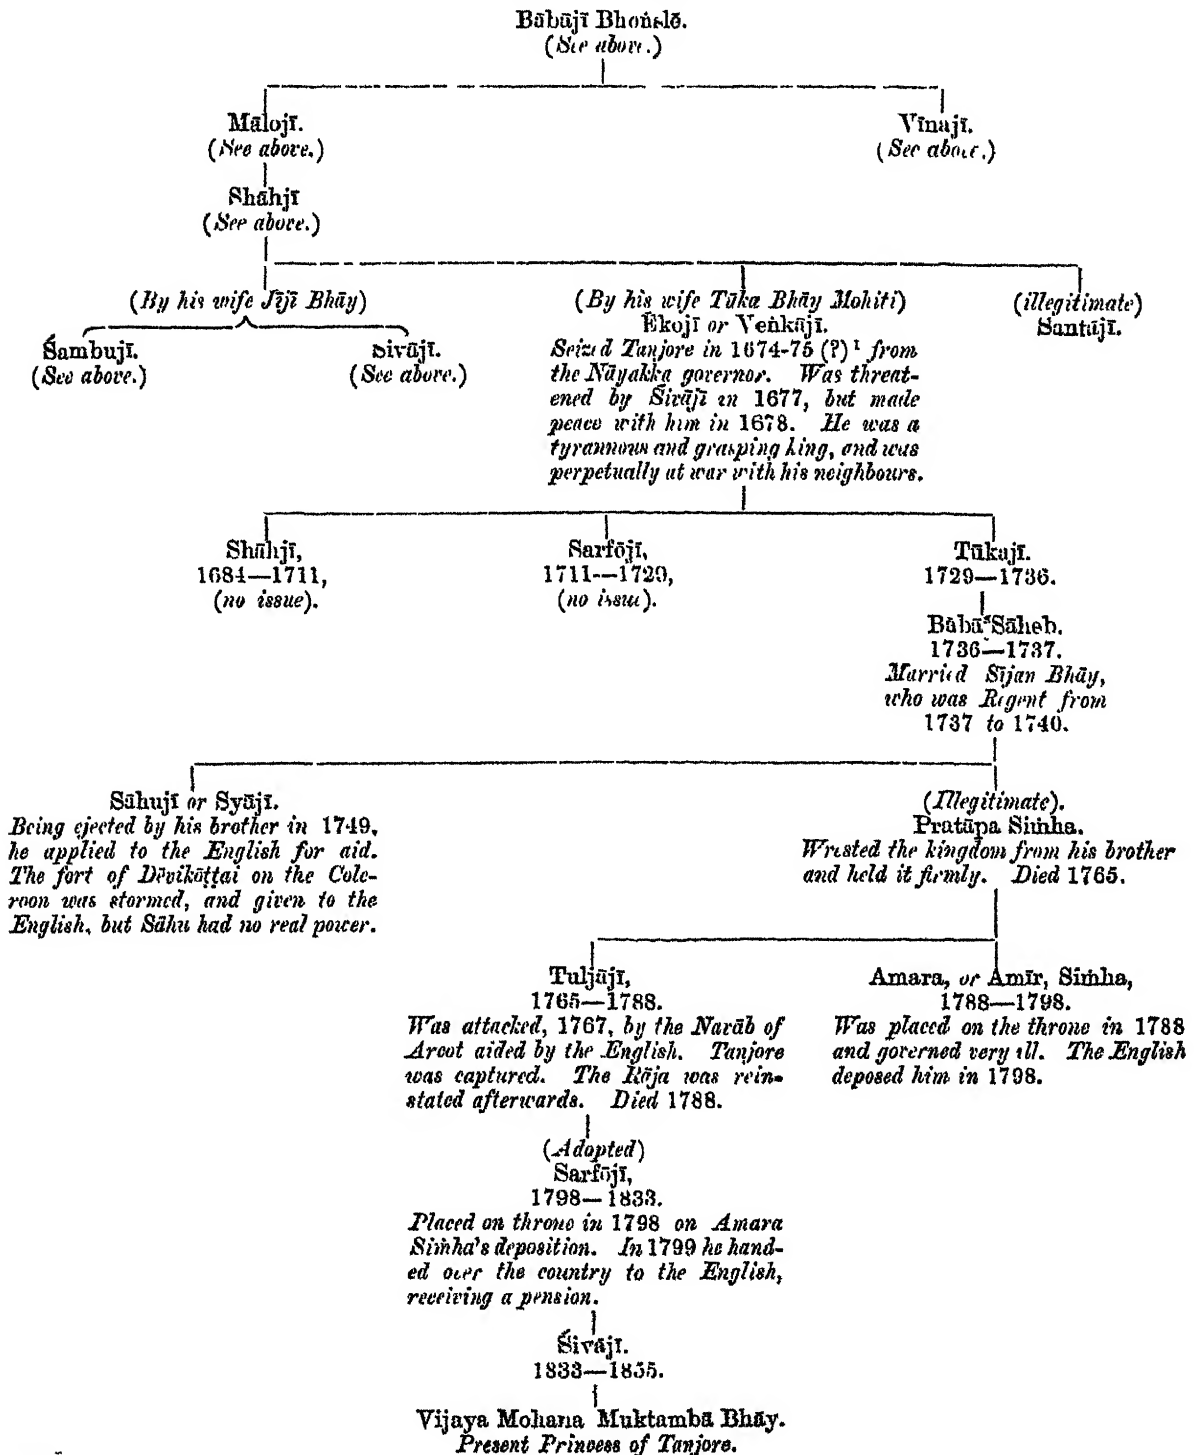 Bābājī Bhoṅslē.
(See above.)
Mālojī.
(See above.)
Vīnajī.
(See above.)
Shāhjī
(See above.)
(By his wife Jījī Bhāy)
Śambujī.
(See above.)
Sivājī.
(See above.)
(By his wife Tūka Bhāy Mohiti)
Ēkojī or Veṅkājī.
Seized Tanjore in 1674-75 (?)¹ from
the Nāyakka governor. Was threat-
ened by Śivājī in 1677, but made
peace with him in 1678. He was a
tyrannous and grasping king, and was
perpetually at war with his neighbours.
(illegitimate)
Santājī.
Shāhjī,
1684—1711,
(no issue).
Sarfōjī,
1711—1729,
(no issue).
Tūkajī.
1729—1736.
Bābā Sāheb.
1736—1737.
Married Sījan Bhāy,
who was Regent from
1737 to 1740.
Sāhujī or Syājī.
Being ejected by his brother in 1749,
he applied to the English for aid.
The fort of Dēvikōṭṭai on the Cole-
roon was stormed, and given to the
English, but Sāhu had no real power.
(Illegitimate).
Pratāpa Siṁha.
Wrested the kingdom from his brother
and held it firmly. Died 1765.
Tuljājī,
1765—1788.
Was attacked, 1767, by the Navāb of
Arcot aided by the English. Tanjore
was captured. The Rāja was rein-
stated afterwards. Died 1788.
Amara, or Amīr, Siṁha,
1788—1798.
Was placed on the throne in 1788
and governed very ill. The English
deposed him in 1798.
(Adopted)
Sarfōjī,
1798—1833.
Placed on throne in 1798 on Amara
Siṁha's deposition. In 1799 he hand-
ed over the country to the English,
receiving a pension.
Śivājī.
1833—1855.
Vijaya Mohana Muktambā Bhāy.
Present Princess of Tanjore.